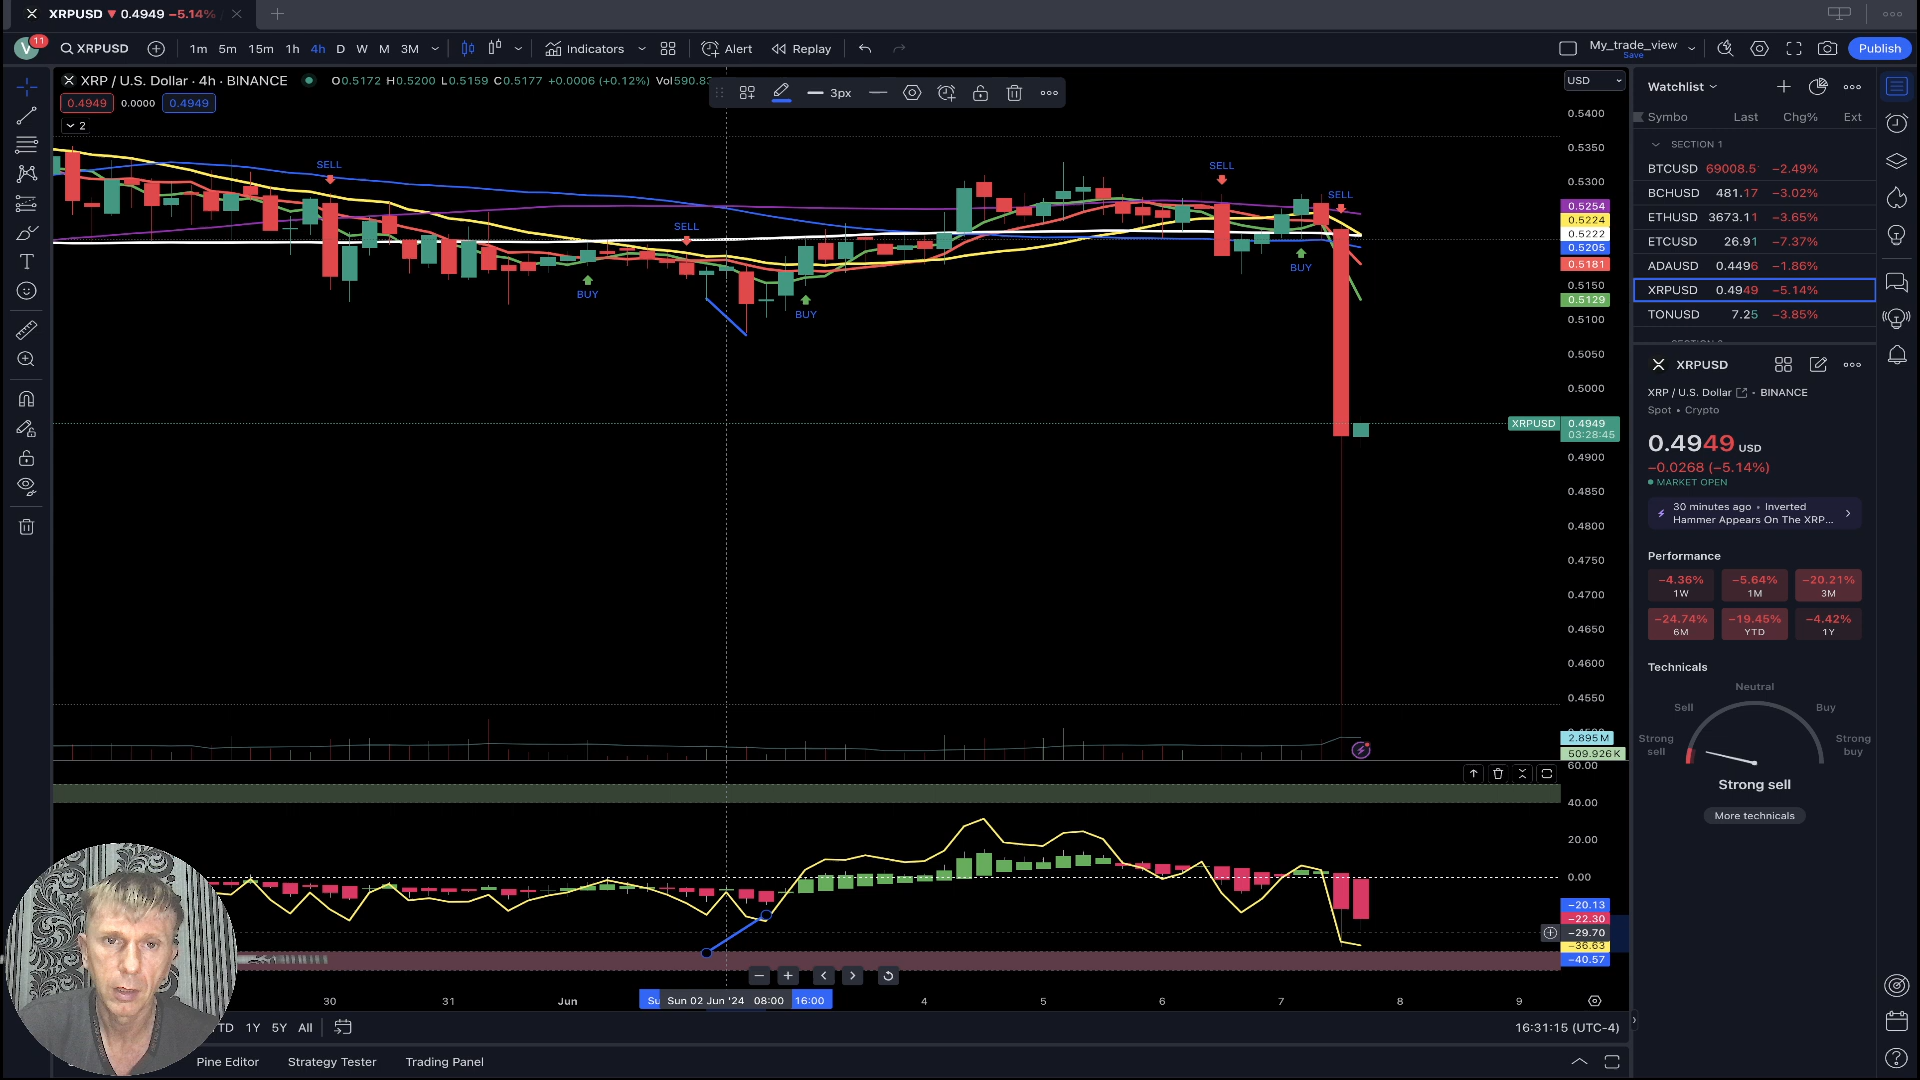 XRPUSD ▼ 0.4949 −5.14%
V 11 XRPUSD 1m 5m 15m 1h 4h D W M 3M Indicators Alert Replay My_trade_view Save Publish
XRP / U.S. Dollar · 4h · BINANCE O0.5172 H0.5200 L0.5159 C0.5177 +0.0006 (+0.12%) Vol590.83
3px
USD
0.4949 0.0000 0.4949
2
SELL
SELL
SELL
SELL
BUY
BUY
BUY
0.5400
0.5350
0.5300
0.5254
0.5224
0.5222
0.5205
0.5181
0.5150
0.5129
0.5100
0.5050
0.5000
XRPUSD 0.4949
03:28:45
0.4900
0.4850
0.4800
0.4750
0.4700
0.4650
0.4600
0.4550
2.895M
509.926K
60.00
40.00
20.00
0.00
−20.13
−22.30
−29.70
−36.63
−40.57
30 31 Jun Su Sun 02 Jun '24 08:00 16:00 4 5 6 7 8 9
TD 1Y 5Y All
16:31:15 (UTC-4)
Pine Editor Strategy Tester Trading Panel
Watchlist
Symbo Last Chg% Ext
SECTION 1
BTCUSD 69008.5 −2.49%
BCHUSD 481.17 −3.02%
ETHUSD 3673.11 −3.65%
ETCUSD 26.91 −7.37%
ADAUSD 0.4496 −1.86%
XRPUSD 0.4949 −5.14%
TONUSD 7.25 −3.85%
XRPUSD
XRP / U.S. Dollar • BINANCE
Spot • Crypto
0.4949 USD
−0.0268 (−5.14%)
MARKET OPEN
30 minutes ago • Inverted
Hammer Appears On The XRP...
Performance
−4.36% −5.64% −20.21%
1W 1M 3M
−24.74% −19.45% −4.42%
6M YTD 1Y
Technicals
Neutral
Sell Buy
Strong sell Strong buy
Strong sell
More technicals